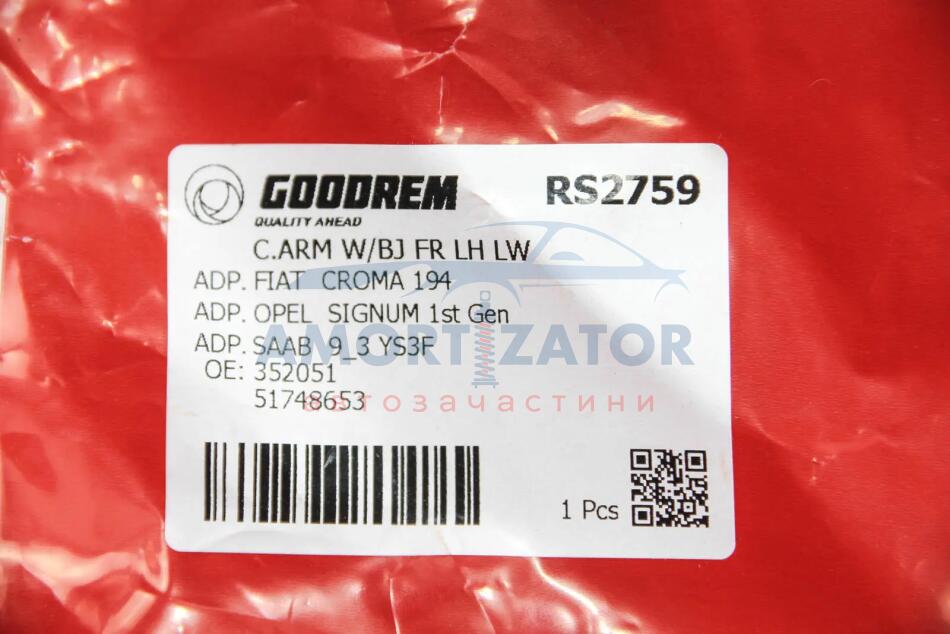 GOODREM RS2759
QUALITY AHEAD
C.ARM W/BJ FR LH LW
ADP. FIAT CROMA 194
ADP. OPEL SIGNUM 1st Gen
AMORTIZATOR
ADP. SAAB 9_3 YS3F
OE: 352051
51748653
автозачастини
1 Pcs